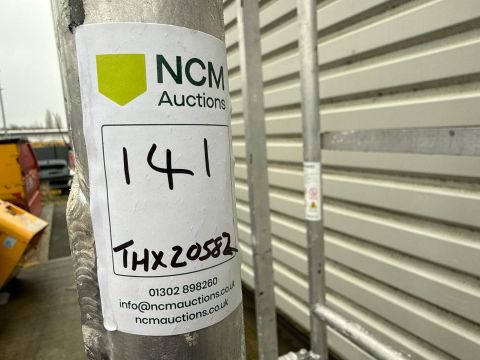 NCM
Auctions
141
THX20582
01302 898260
info@ncmauctions.co.uk
ncmauctions.co.uk